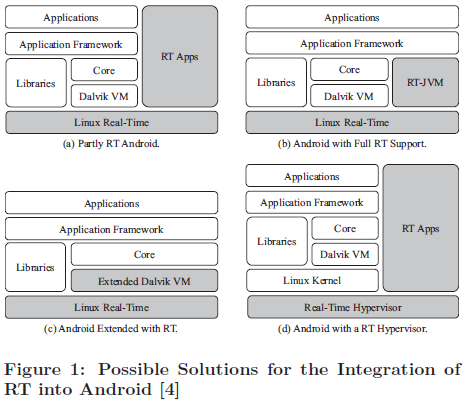 Applications
Application Framework
Libraries
Core
Dalvik VM
RT Apps
Linux Real-Time
(a) Partly RT Android.
Applications
Application Framework
Libraries
Core
Dalvik VM
RT-JVM
Linux Real-Time
(b) Android with Full RT Support.
Applications
Application Framework
Libraries
Core
Extended Dalvik VM
Linux Real-Time
(c) Android Extended with RT.
Applications
Application Framework
Libraries
Core
Dalvik VM
Linux Kernel
RT Apps
Real-Time Hypervisor
(d) Android with a RT Hypervisor.
Figure 1: Possible Solutions for the Integration of
RT into Android [4]